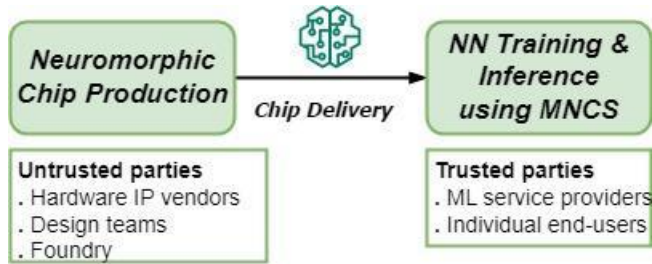 Neuromorphic
Chip Production
Chip Delivery
NN Training &
Inference
using MNCS
Untrusted parties
. Hardware IP vendors
. Design teams
. Foundry
Trusted parties
. ML service providers
. Individual end-users